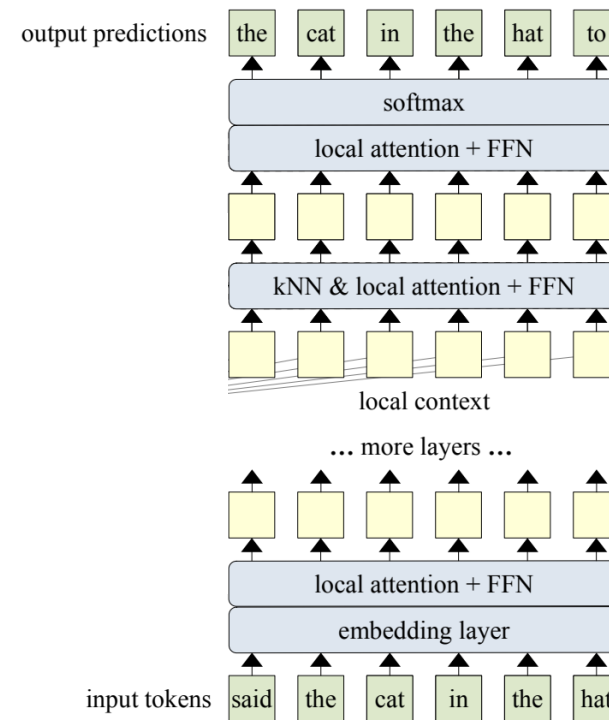 output predictions the cat in the hat to
softmax
local attention + FFN
kNN & local attention + FFN
local context
... more layers ...
local attention + FFN
embedding layer
input tokens said the cat in the hat